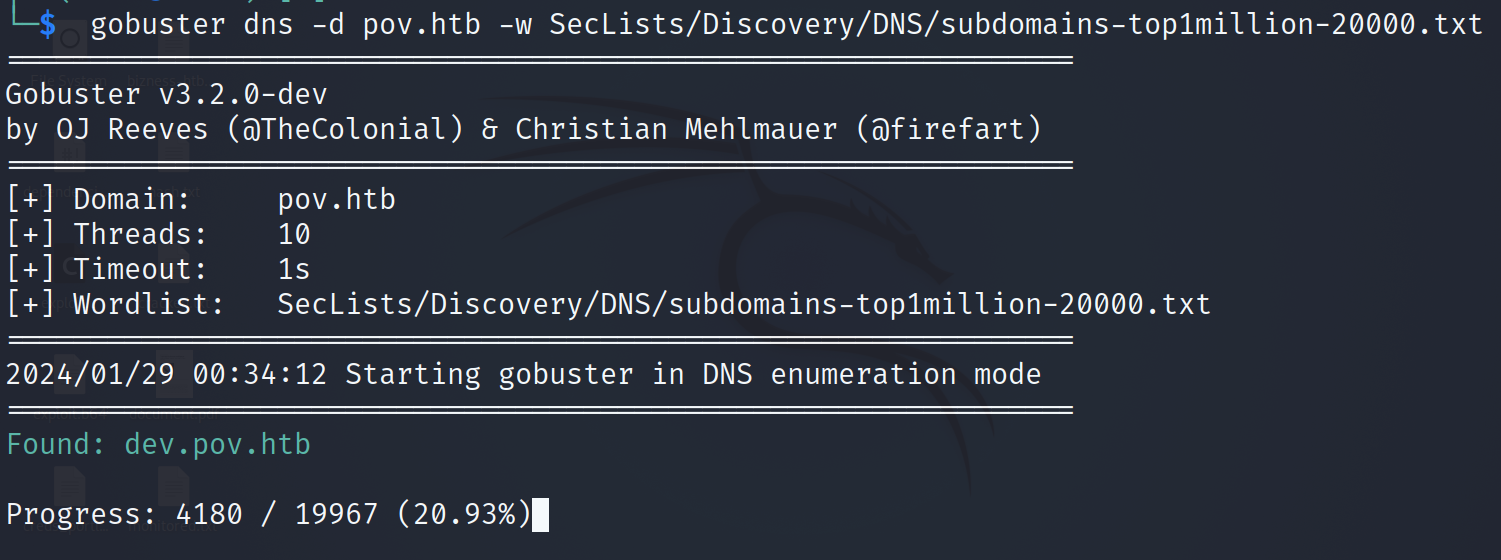 └─$ gobuster dns -d pov.htb -w SecLists/Discovery/DNS/subdomains-top1million-20000.txt
===============================================================
Gobuster v3.2.0-dev
by OJ Reeves (@TheColonial) & Christian Mehlmauer (@firefart)
===============================================================
[+] Domain:     pov.htb
[+] Threads:    10
[+] Timeout:    1s
[+] Wordlist:   SecLists/Discovery/DNS/subdomains-top1million-20000.txt
===============================================================
2024/01/29 00:34:12 Starting gobuster in DNS enumeration mode
===============================================================
Found: dev.pov.htb
Progress: 4180 / 19967 (20.93%)